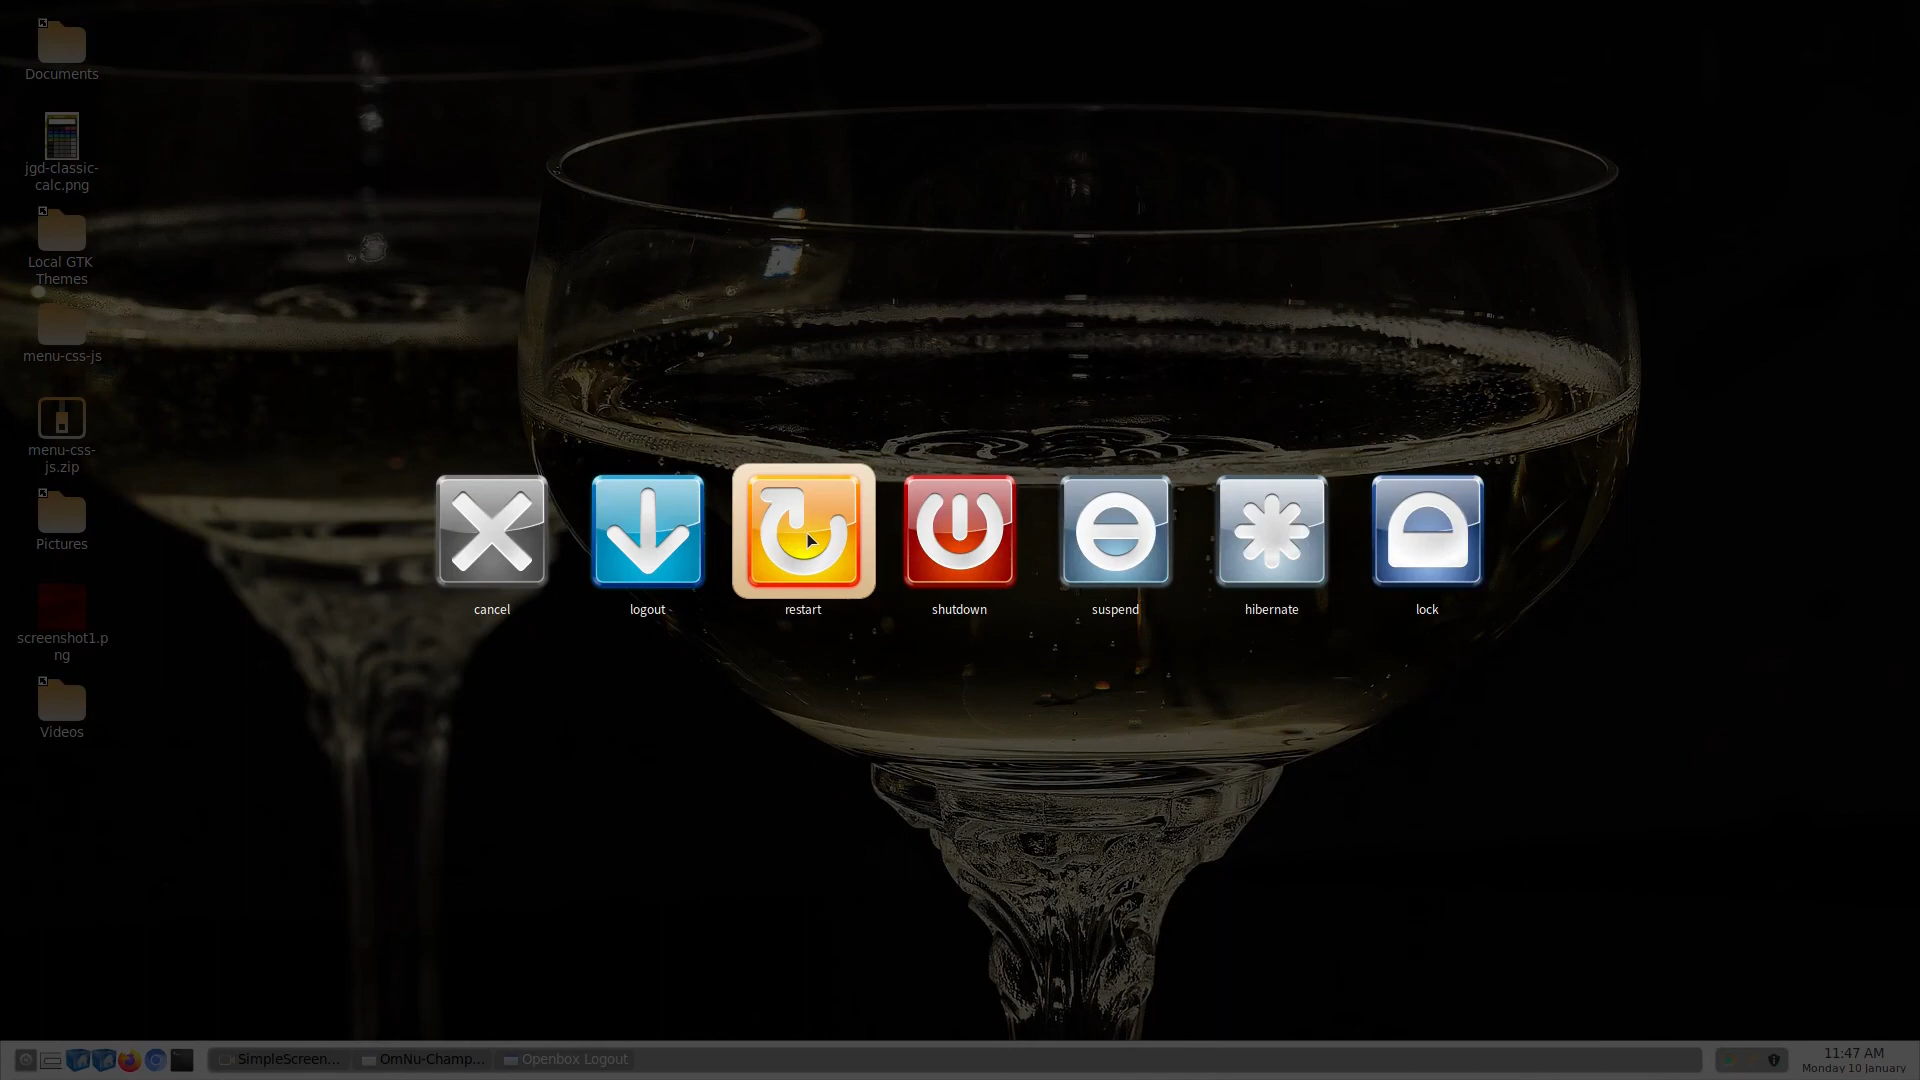 Documents
jgd-classic-
calc.png
Local GTK
Themes
menu-css-js
menu-css-
js.zip
Pictures
screenshot1.p
ng
Videos
cancel
logout
restart
shutdown
suspend
hibernate
lock
SimpleScreen...
OmNu-Champ...
Openbox Logout
11:47 AM
Monday 10 January